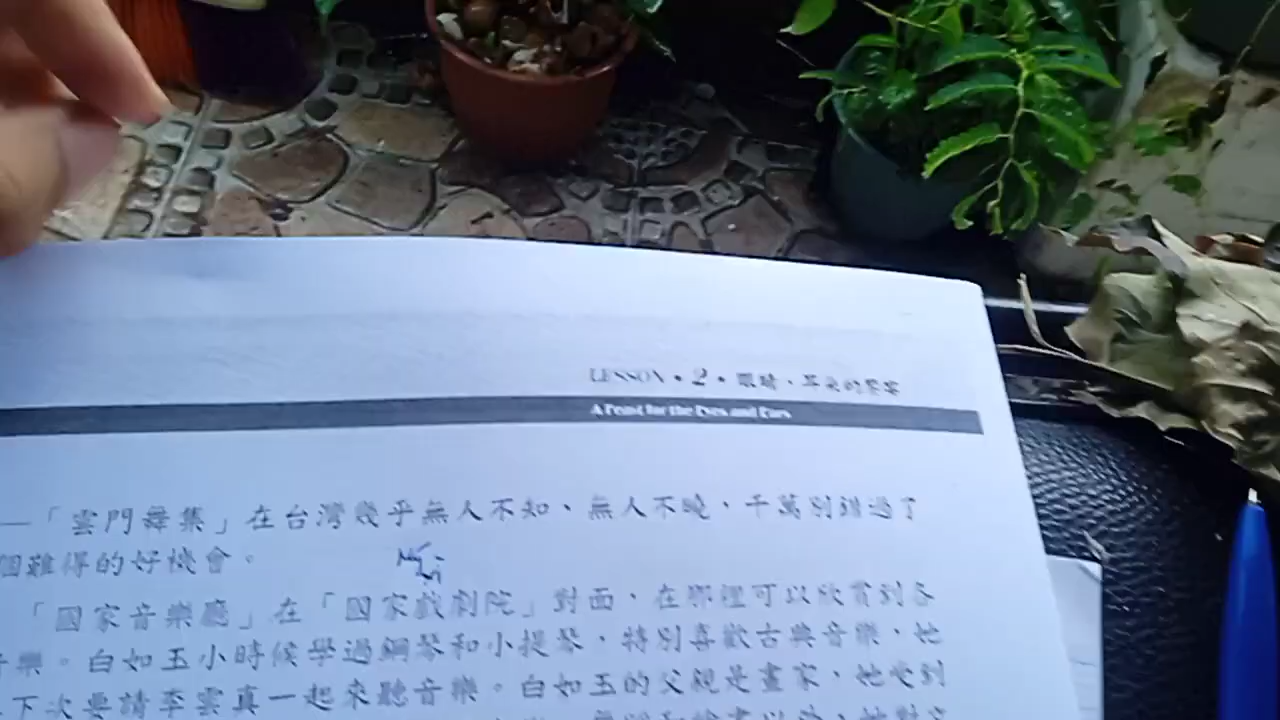 LESSON • 2 • 眼睛、耳朵的饗宴
A Feast for the Eyes and Ears
—「雲門舞集」在台灣幾乎無人不知、無人不曉,千萬別錯過了
個難得的好機會。
「國家音樂廳」在「國家戲劇院」對面,在哪裡可以欣賞到各
音樂。白如玉小時候學過鋼琴和小提琴,特別喜歡古典音樂,她
下次要請李雲真一起來聽音樂。白如玉的父親是畫家,她受到